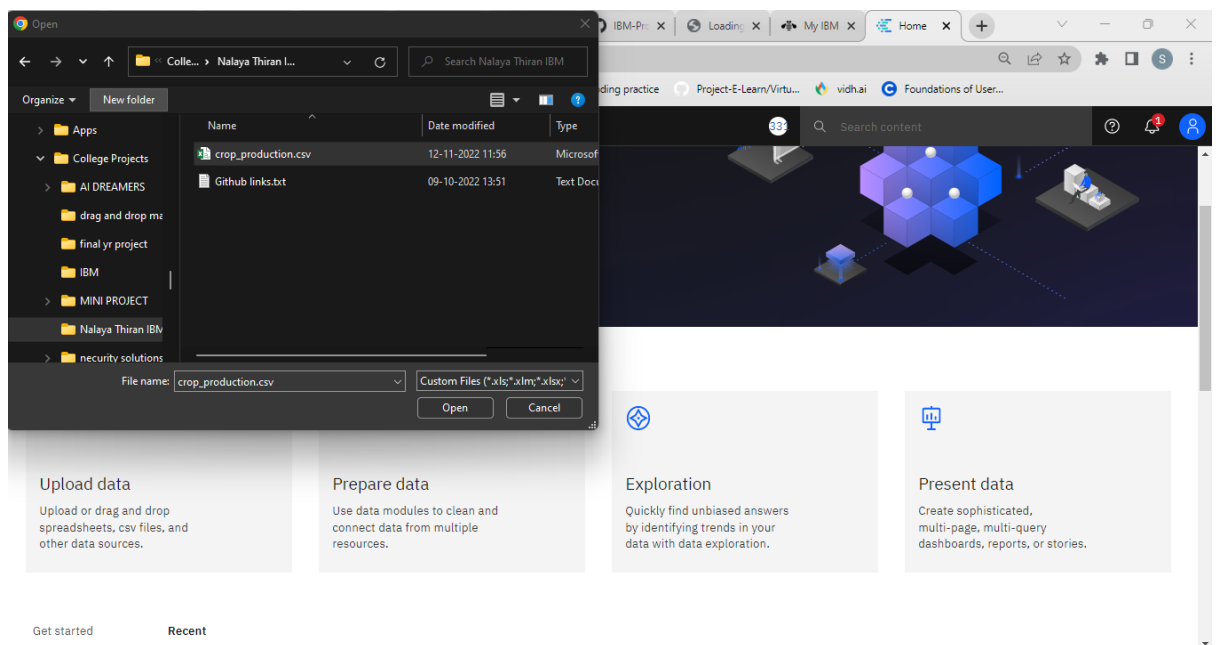 Open
IBM-Pro
Loading
My IBM
Home
Colle... › Nalaya Thiran I...
Search Nalaya Thiran IBM
ding practice
Project-E-Learn/Virtu...
vidh.ai
Foundations of User...
S
Organize
New folder
Name
Date modified
Type
Apps
College Projects
AI DREAMERS
drag and drop ma
final yr project
IBM
MINI PROJECT
Nalaya Thiran IBM
necurity solutions
crop_production.csv
12-11-2022 11:56
Microsof
Github links.txt
09-10-2022 13:51
Text Docu
331
Search content
1
File name:
crop_production.csv
Custom Files (*.xls;*.xlm;*.xlsx;*
Open
Cancel
Upload data
Upload or drag and drop
spreadsheets, csv files, and
other data sources.
Prepare data
Use data modules to clean and
connect data from multiple
resources.
Exploration
Quickly find unbiased answers
by identifying trends in your
data with data exploration.
Present data
Create sophisticated,
multi-page, multi-query
dashboards, reports, or stories.
Get started
Recent